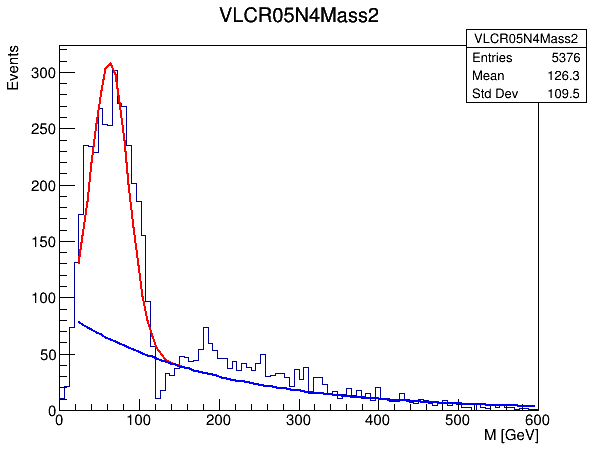 VLCR05N4Mass2
VLCR05N4Mass2
Entries 5376
Mean 126.3
Std Dev 109.5
Events
300
250
200
150
100
50
0
0 100 200 300 400 500 600
M [GeV]